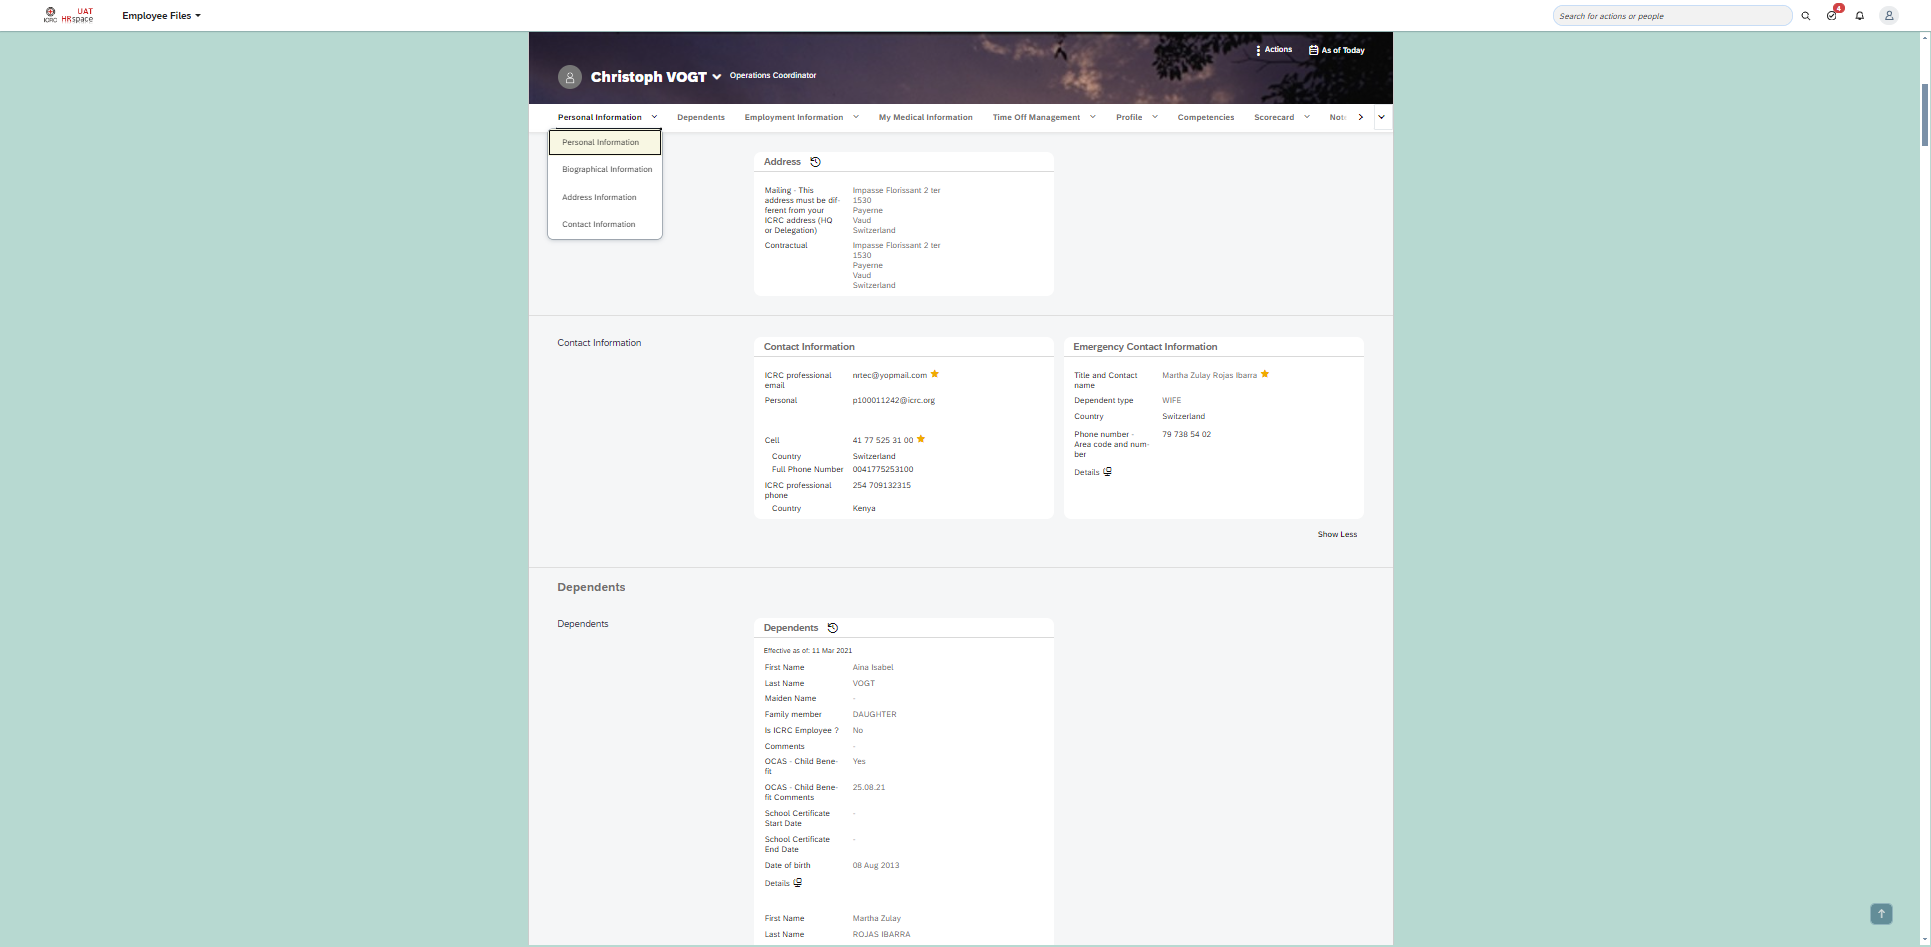 ICRC UAT HRspace
Employee Files
Search for actions or people
4
Actions
As of Today
Christoph VOGT
Operations Coordinator
Personal Information
Dependents
Employment Information
My Medical Information
Time Off Management
Profile
Competencies
Scorecard
Personal Information
Biographical Information
Address Information
Contact Information
Address
Mailing - This
address must be dif-
ferent from your
ICRC address (HQ
or Delegation)
Impasse Florissant 2 ter
1530
Payerne
Vaud
Switzerland
Contractual
Impasse Florissant 2 ter
1530
Payerne
Vaud
Switzerland
Contact Information
Contact Information
ICRC professional
email
nrtec@yopmail.com
Personal
p100011242@icrc.org
Cell
41 77 525 31 00
Country
Switzerland
Full Phone Number
0041775253100
ICRC professional
phone
254 709132315
Country
Kenya
Emergency Contact Information
Title and Contact
name
Martha Zulay Rojas Ibarra
Dependent type
WIFE
Country
Switzerland
Phone number -
Area code and num-
ber
79 738 54 02
Details
Show Less
Dependents
Dependents
Dependents
Effective as of: 11 Mar 2021
First Name
Aina Isabel
Last Name
VOGT
Maiden Name
-
Family member
DAUGHTER
Is ICRC Employee ?
No
Comments
-
OCAS - Child Bene-
fit
Yes
OCAS - Child Bene-
fit Comments
25.08.21
School Certificate
Start Date
-
School Certificate
End Date
-
Date of birth
08 Aug 2013
Details
First Name
Martha Zulay
Last Name
ROJAS IBARRA